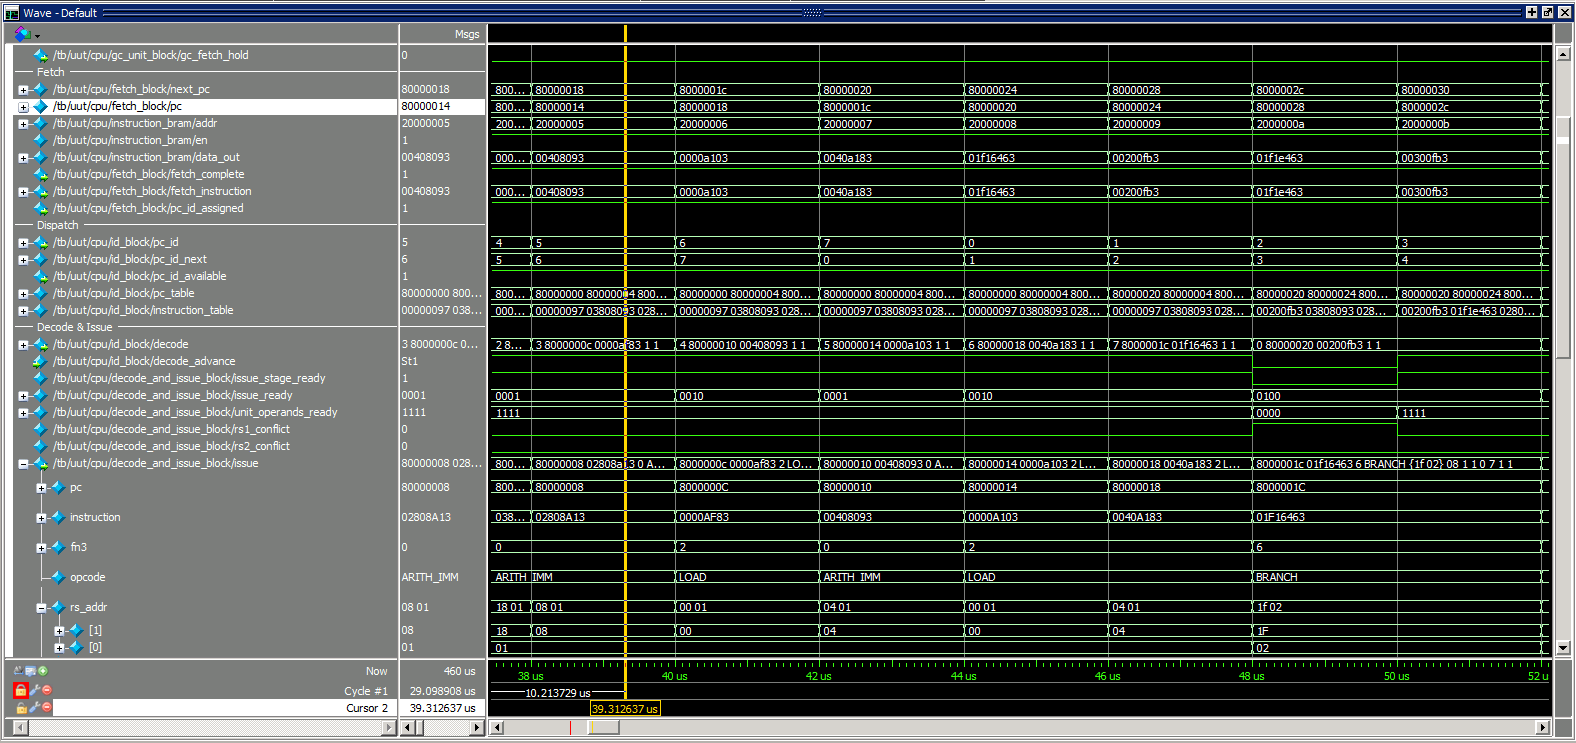 Wave - Default
Msgs
/tb/uut/cpu/gc_unit_block/gc_fetch_hold 0
Fetch
/tb/uut/cpu/fetch_block/next_pc 80000018 800... 80000018 8000001c 80000020 80000024 80000028 8000002c 80000030
/tb/uut/cpu/fetch_block/pc 80000014 800... 80000014 80000018 8000001c 80000020 80000024 80000028 8000002c
/tb/uut/cpu/instruction_bram/addr 20000005 200... 20000005 20000006 20000007 20000008 20000009 2000000a 2000000b
/tb/uut/cpu/instruction_bram/en 1
/tb/uut/cpu/instruction_bram/data_out 00408093 000... 00408093 0000a103 0040a183 01f16463 00200fb3 01f1e463 00300fb3
/tb/uut/cpu/fetch_block/fetch_complete 1
/tb/uut/cpu/fetch_block/fetch_instruction 00408093 000... 00408093 0000a103 0040a183 01f16463 00200fb3 01f1e463 00300fb3
/tb/uut/cpu/fetch_block/pc_id_assigned 1
Dispatch
/tb/uut/cpu/id_block/pc_id 5 4 5 6 7 0 1 2 3
/tb/uut/cpu/id_block/pc_id_next 6 5 6 7 0 1 2 3 4
/tb/uut/cpu/id_block/pc_id_available 1
/tb/uut/cpu/id_block/pc_table 80000000 800... 800... 80000000 80000004 800... 80000000 80000004 800... 80000000 80000004 800... 80000000 80000004 800... 80000020 80000004 800... 80000020 80000024 800... 80000020 80000024 800...
/tb/uut/cpu/id_block/instruction_table 00000097 038... 000... 00000097 03808093 028... 00000097 03808093 028... 00000097 03808093 028... 00000097 03808093 028... 00000097 03808093 028... 00200fb3 03808093 028... 00200fb3 01f1e463 0280...
Decode & Issue
/tb/uut/cpu/id_block/decode 3 8000000c 0... 2 8... 3 8000000c 0000af83 1 1 4 80000010 00408093 1 1 5 80000014 0000a103 1 1 6 80000018 0040a183 1 1 7 8000001c 01f16463 1 1 0 80000020 00200fb3 1 1
/tb/uut/cpu/id_block/decode_advance St1
/tb/uut/cpu/decode_and_issue_block/issue_stage_ready 1
/tb/uut/cpu/decode_and_issue_block/issue_ready 0001 0001 0010 0001 0010 0100
/tb/uut/cpu/decode_and_issue_block/unit_operands_ready 1111 1111 0000 1111
/tb/uut/cpu/decode_and_issue_block/rs1_conflict 0
/tb/uut/cpu/decode_and_issue_block/rs2_conflict 0
/tb/uut/cpu/decode_and_issue_block/issue 80000008 028... 800... 80000008 02808a13 0 A... 8000000c 0000af83 2 LO... 80000010 00408093 0 A... 80000014 0000a103 2 L... 80000018 0040a183 2 L... 8000001c 01f16463 6 BRANCH {1f 02} 08 1 1 0 7 1 1
pc 80000008 800... 80000008 8000000C 80000010 80000014 80000018 8000001C
instruction 02808A13 038... 02808A13 0000AF83 00408093 0000A103 0040A183 01F16463
fn3 0 0 2 0 2 6
opcode ARITH_IMM ARITH_IMM LOAD ARITH_IMM LOAD BRANCH
rs_addr 08 01 18 01 08 01 00 01 04 01 00 01 04 01 1f 02
[1] 08 18 08 00 04 00 04 1F
[0] 01 01 02
Now 460 us 38 us 40 us 42 us 44 us 46 us 48 us 50 us 52 u
Cycle #1 29.098908 us 10.213729 us
Cursor 2 39.312637 us 39.312637 us